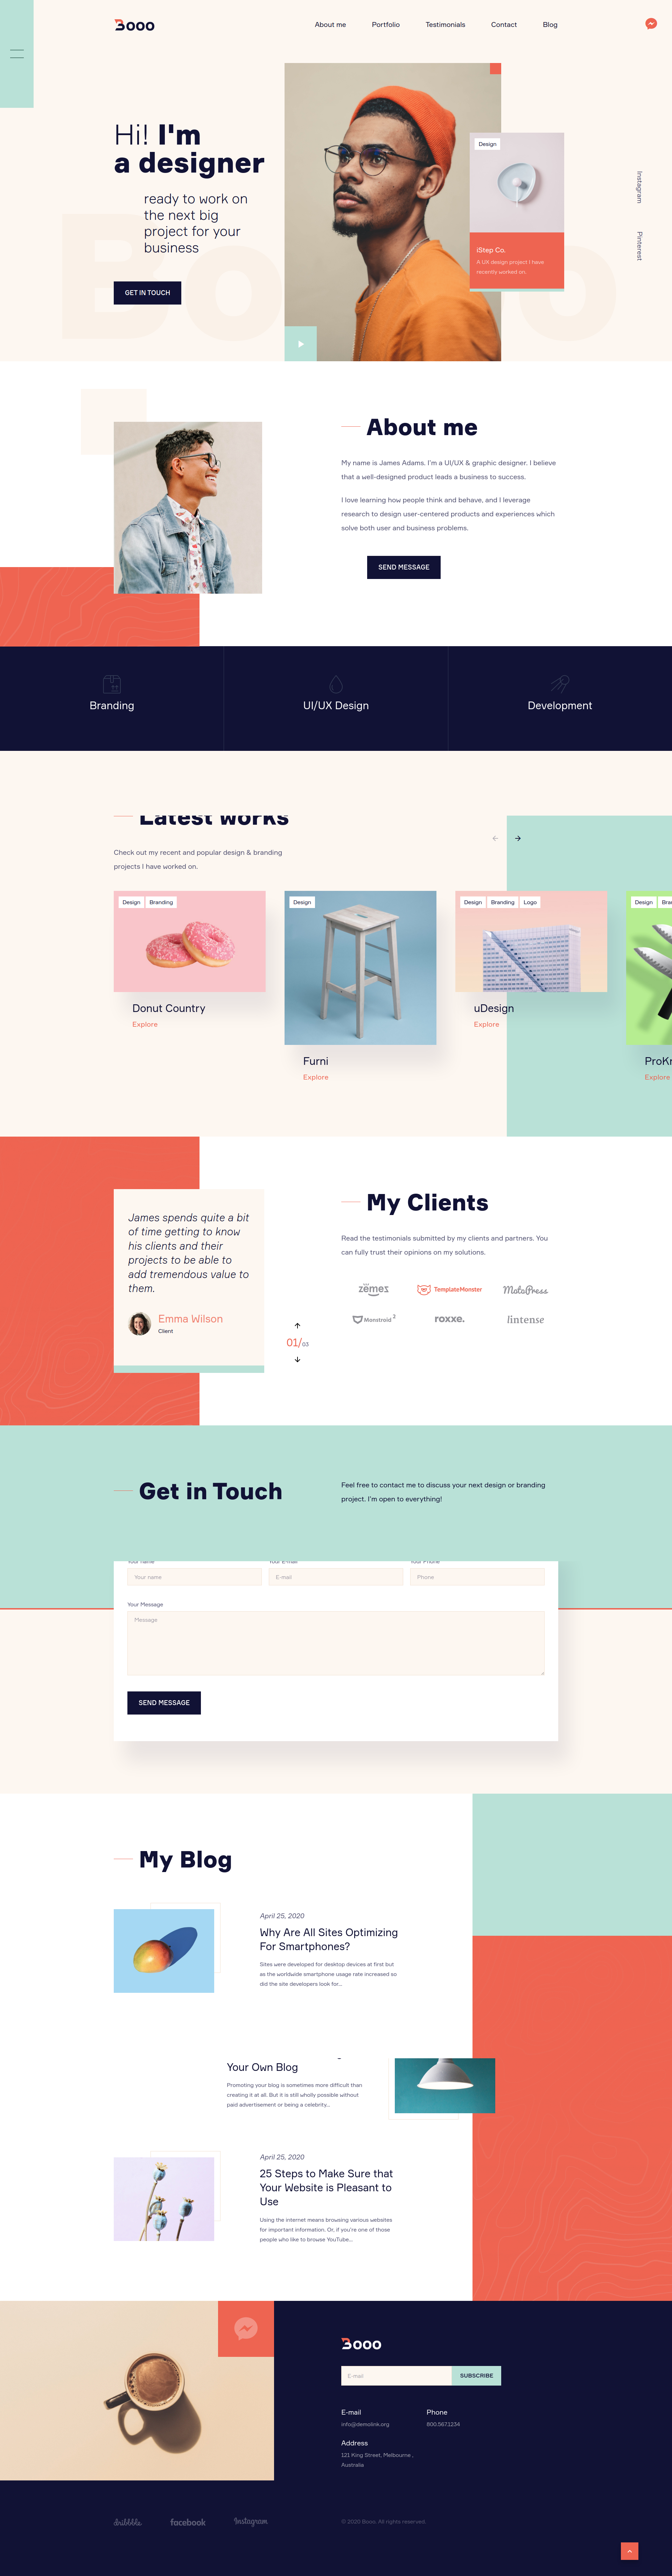 Booo
About me
Portfolio
Testimonials
Contact
Blog
Hi! I'm
a designer
ready to work on
the next big
project for your
business
GET IN TOUCH
Design
iStep Co.
A UX design project I have
recently worked on.
Instagram
Pinterest
About me
My name is James Adams. I'm a UI/UX & graphic designer. I believe
that a well-designed product leads a business to success.
I love learning how people think and behave, and I leverage
research to design user-centered products and experiences which
solve both user and business problems.
SEND MESSAGE
Branding
UI/UX Design
Development
Latest works
Check out my recent and popular design & branding
projects I have worked on.
Design
Branding
Donut Country
Explore
Design
Furni
Explore
Design
Branding
Logo
uDesign
Explore
Design
Explore
James spends quite a bit
of time getting to know
his clients and their
projects to be able to
add tremendous value to
them.
Emma Wilson
Client
01/03
My Clients
Read the testimonials submitted by my clients and partners. You
can fully trust their opinions on my solutions.
zemez
TemplateMonster
MotoPress
Monstroid 2
roxxe.
lintense
Get in Touch
Feel free to contact me to discuss your next design or branding
project. I'm open to everything!
Your name
Your E-mail
Your Phone
Your name
E-mail
Phone
Your Message
Message
SEND MESSAGE
My Blog
April 25, 2020
Why Are All Sites Optimizing
For Smartphones?
Sites were developed for desktop devices at first but
as the worldwide smartphone usage rate increased so
did the site developers look for...
Your Own Blog
Promoting your blog is sometimes more difficult than
creating it at all. But it is still wholly possible without
paid advertisement or being a celebrity...
April 25, 2020
25 Steps to Make Sure that
Your Website is Pleasant to
Use
Using the internet means browsing various websites
for important information. Or, if you're one of those
people who like to browse YouTube...
Booo
E-mail
SUBSCRIBE
E-mail
info@demolink.org
Phone
800.567.1234
Address
121 King Street, Melbourne ,
Australia
dribbble
facebook
Instagram
© 2020 Booo. All rights reserved.